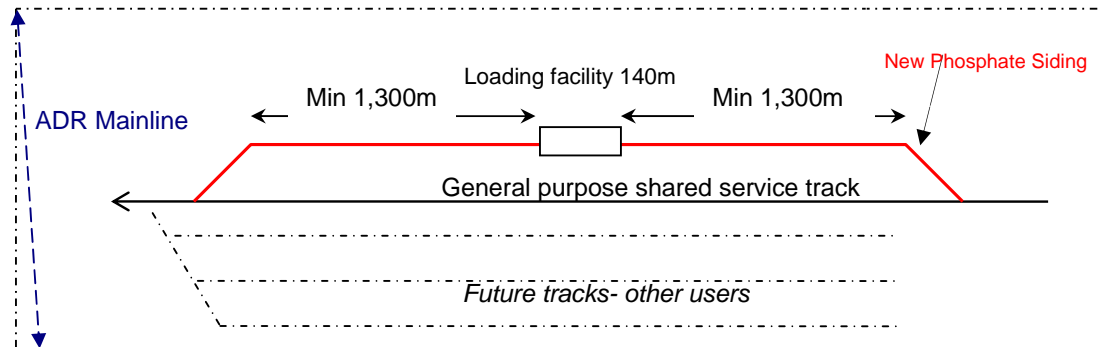 New Phosphate Siding
Loading facility 140m
Min 1,300m
Min 1,300m
ADR Mainline
General purpose shared service track
Future tracks- other users